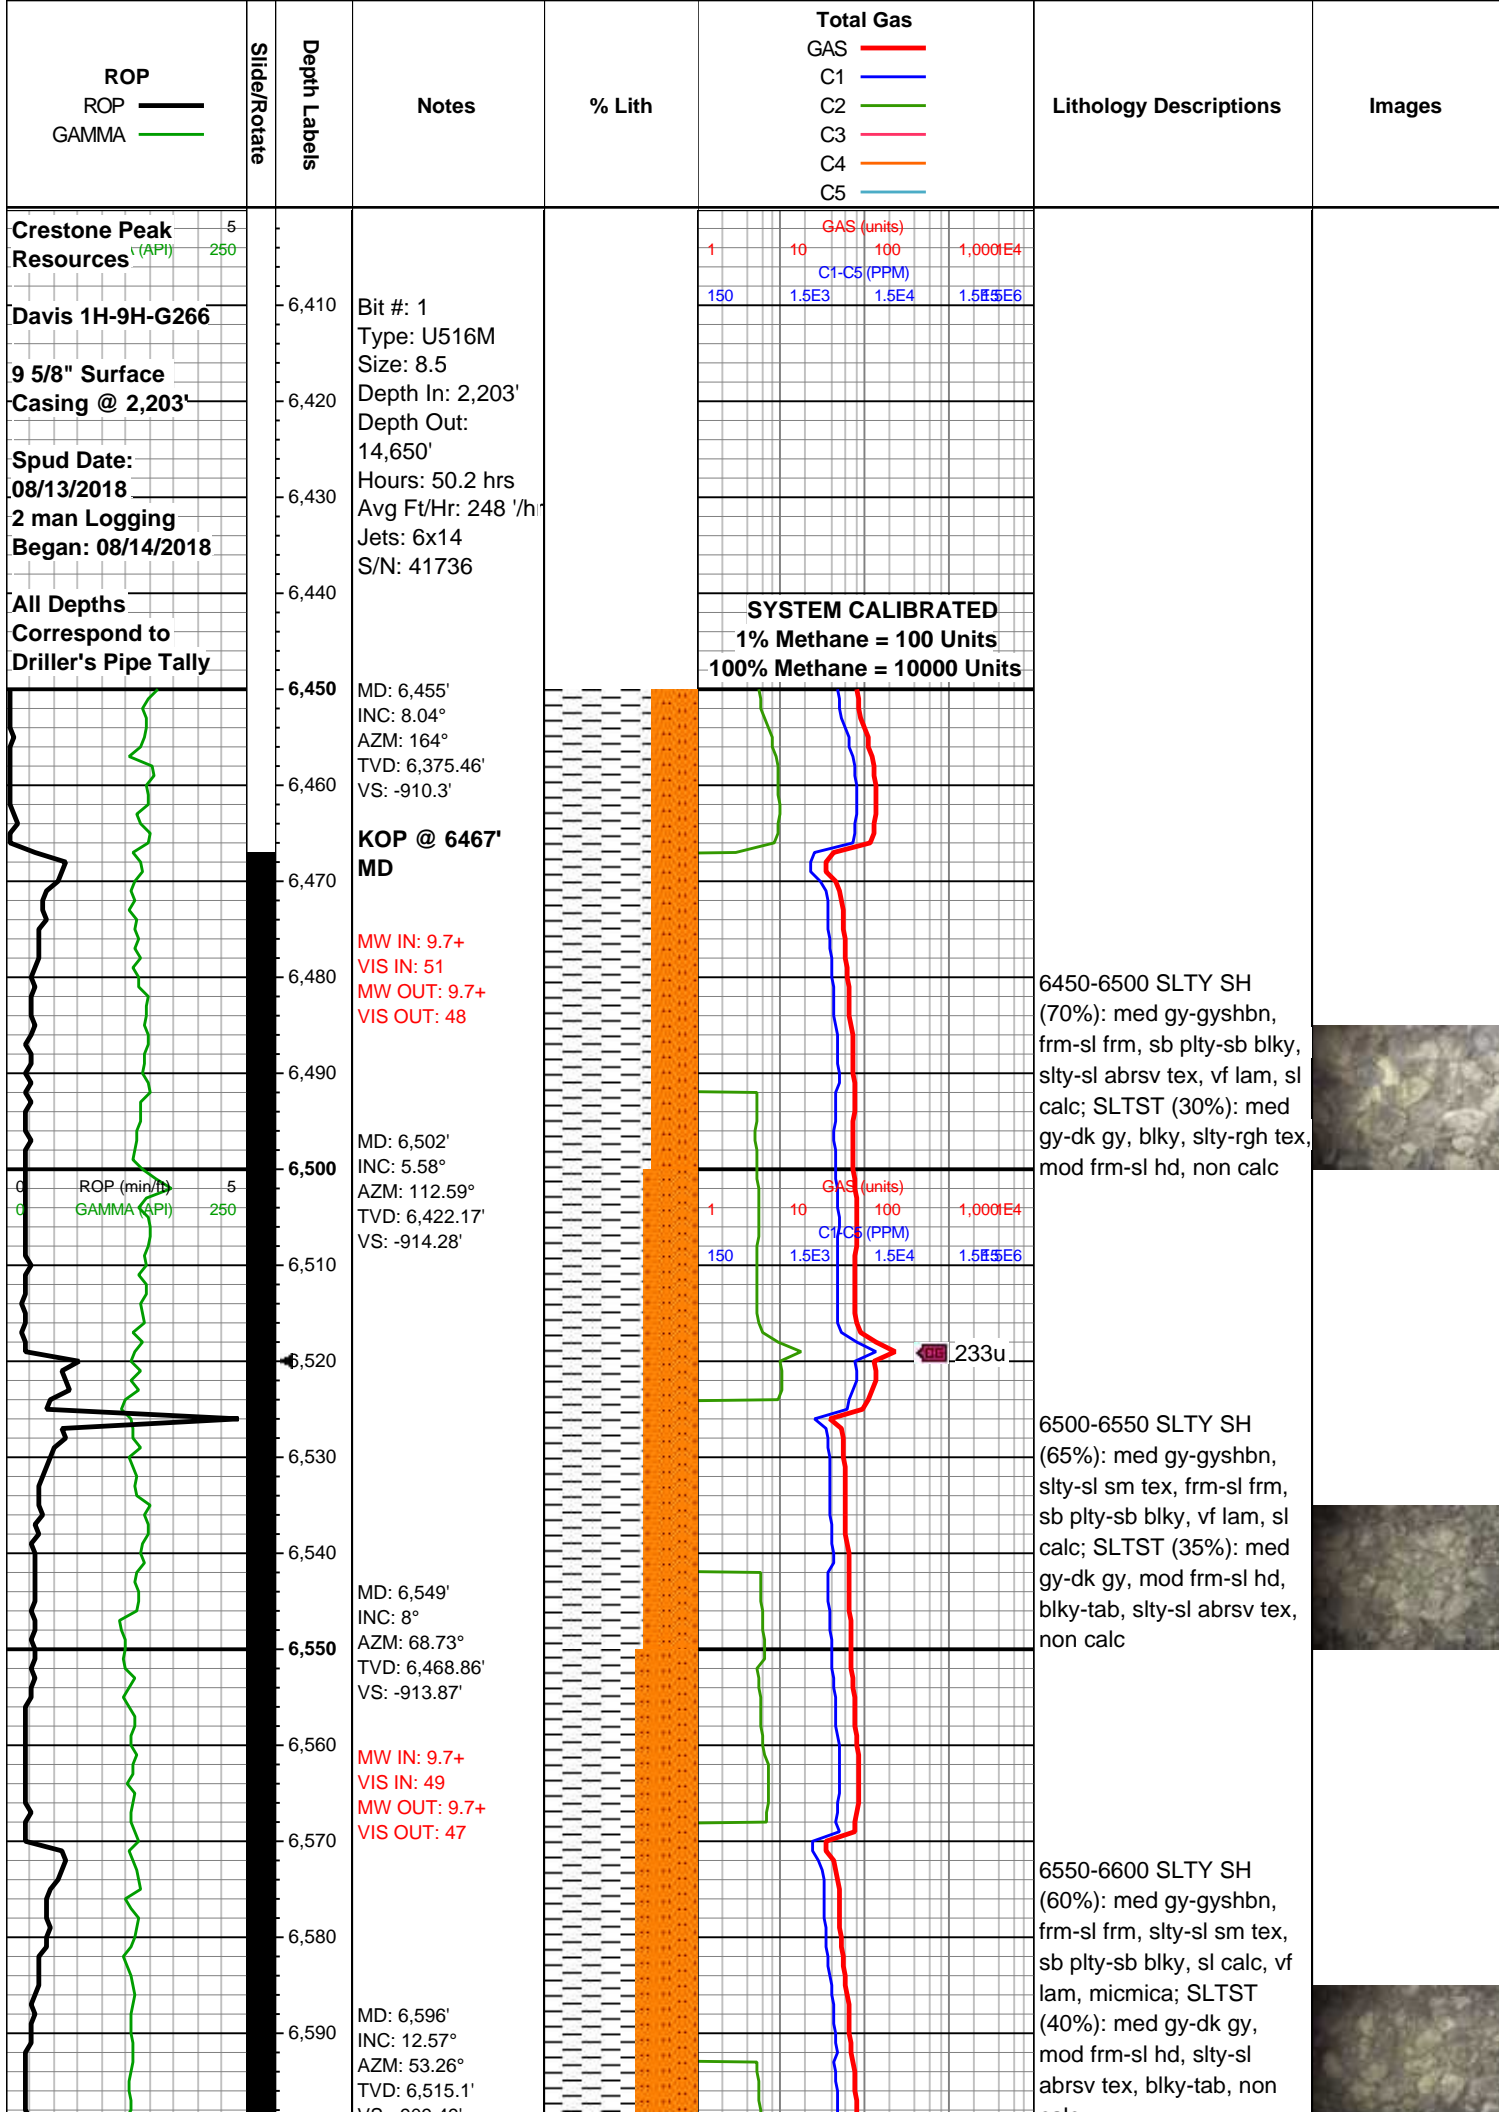 ROP
ROP
GAMMA
Slide/Rotate
Depth Labels
Notes
% Lith
Total Gas
GAS
C1
C2
C3
C4
C5
Lithology Descriptions
Images
Crestone Peak
Resources
5
(API) 250
Davis 1H-9H-G266
9 5/8" Surface
Casing @ 2,203'
Spud Date:
08/13/2018
2 man Logging
Began: 08/14/2018
All Depths
Correspond to
Driller's Pipe Tally
6,410
6,420
6,430
6,440
6,450
6,460
6,470
6,480
6,490
6,500
6,510
6,520
6,530
6,540
6,550
6,560
6,570
6,580
6,590
0 ROP (min/ft) 5
0 GAMMA (API) 250
Bit #: 1
Type: U516M
Size: 8.5
Depth In: 2,203'
Depth Out:
14,650'
Hours: 50.2 hrs
Avg Ft/Hr: 248 '/hr
Jets: 6x14
S/N: 41736
MD: 6,455'
INC: 8.04°
AZM: 164°
TVD: 6,375.46'
VS: -910.3'
KOP @ 6467'
MD
MW IN: 9.7+
VIS IN: 51
MW OUT: 9.7+
VIS OUT: 48
MD: 6,502'
INC: 5.58°
AZM: 112.59°
TVD: 6,422.17'
VS: -914.28'
MD: 6,549'
INC: 8°
AZM: 68.73°
TVD: 6,468.86'
VS: -913.87'
MW IN: 9.7+
VIS IN: 49
MW OUT: 9.7+
VIS OUT: 47
MD: 6,596'
INC: 12.57°
AZM: 53.26°
TVD: 6,515.1'
GAS (units)
1 10 100 1,000 1E4
C1-C5 (PPM)
150 1.5E3 1.5E4 1.5E5 1.5E6
SYSTEM CALIBRATED
1% Methane = 100 Units
100% Methane = 10000 Units
GAS (units)
1 10 100 1,000 1E4
C1-C5 (PPM)
150 1.5E3 1.5E4 1.5E5 1.5E6
233u
6450-6500 SLTY SH
(70%): med gy-gyshbn,
frm-sl frm, sb plty-sb blky,
slty-sl abrsv tex, vf lam, sl
calc; SLTST (30%): med
gy-dk gy, blky, slty-rgh tex,
mod frm-sl hd, non calc
6500-6550 SLTY SH
(65%): med gy-gyshbn,
slty-sl sm tex, frm-sl frm,
sb plty-sb blky, vf lam, sl
calc; SLTST (35%): med
gy-dk gy, mod frm-sl hd,
blky-tab, slty-sl abrsv tex,
non calc
6550-6600 SLTY SH
(60%): med gy-gyshbn,
frm-sl frm, slty-sl sm tex,
sb plty-sb blky, sl calc, vf
lam, micmica; SLTST
(40%): med gy-dk gy,
mod frm-sl hd, slty-sl
abrsv tex, blky-tab, non